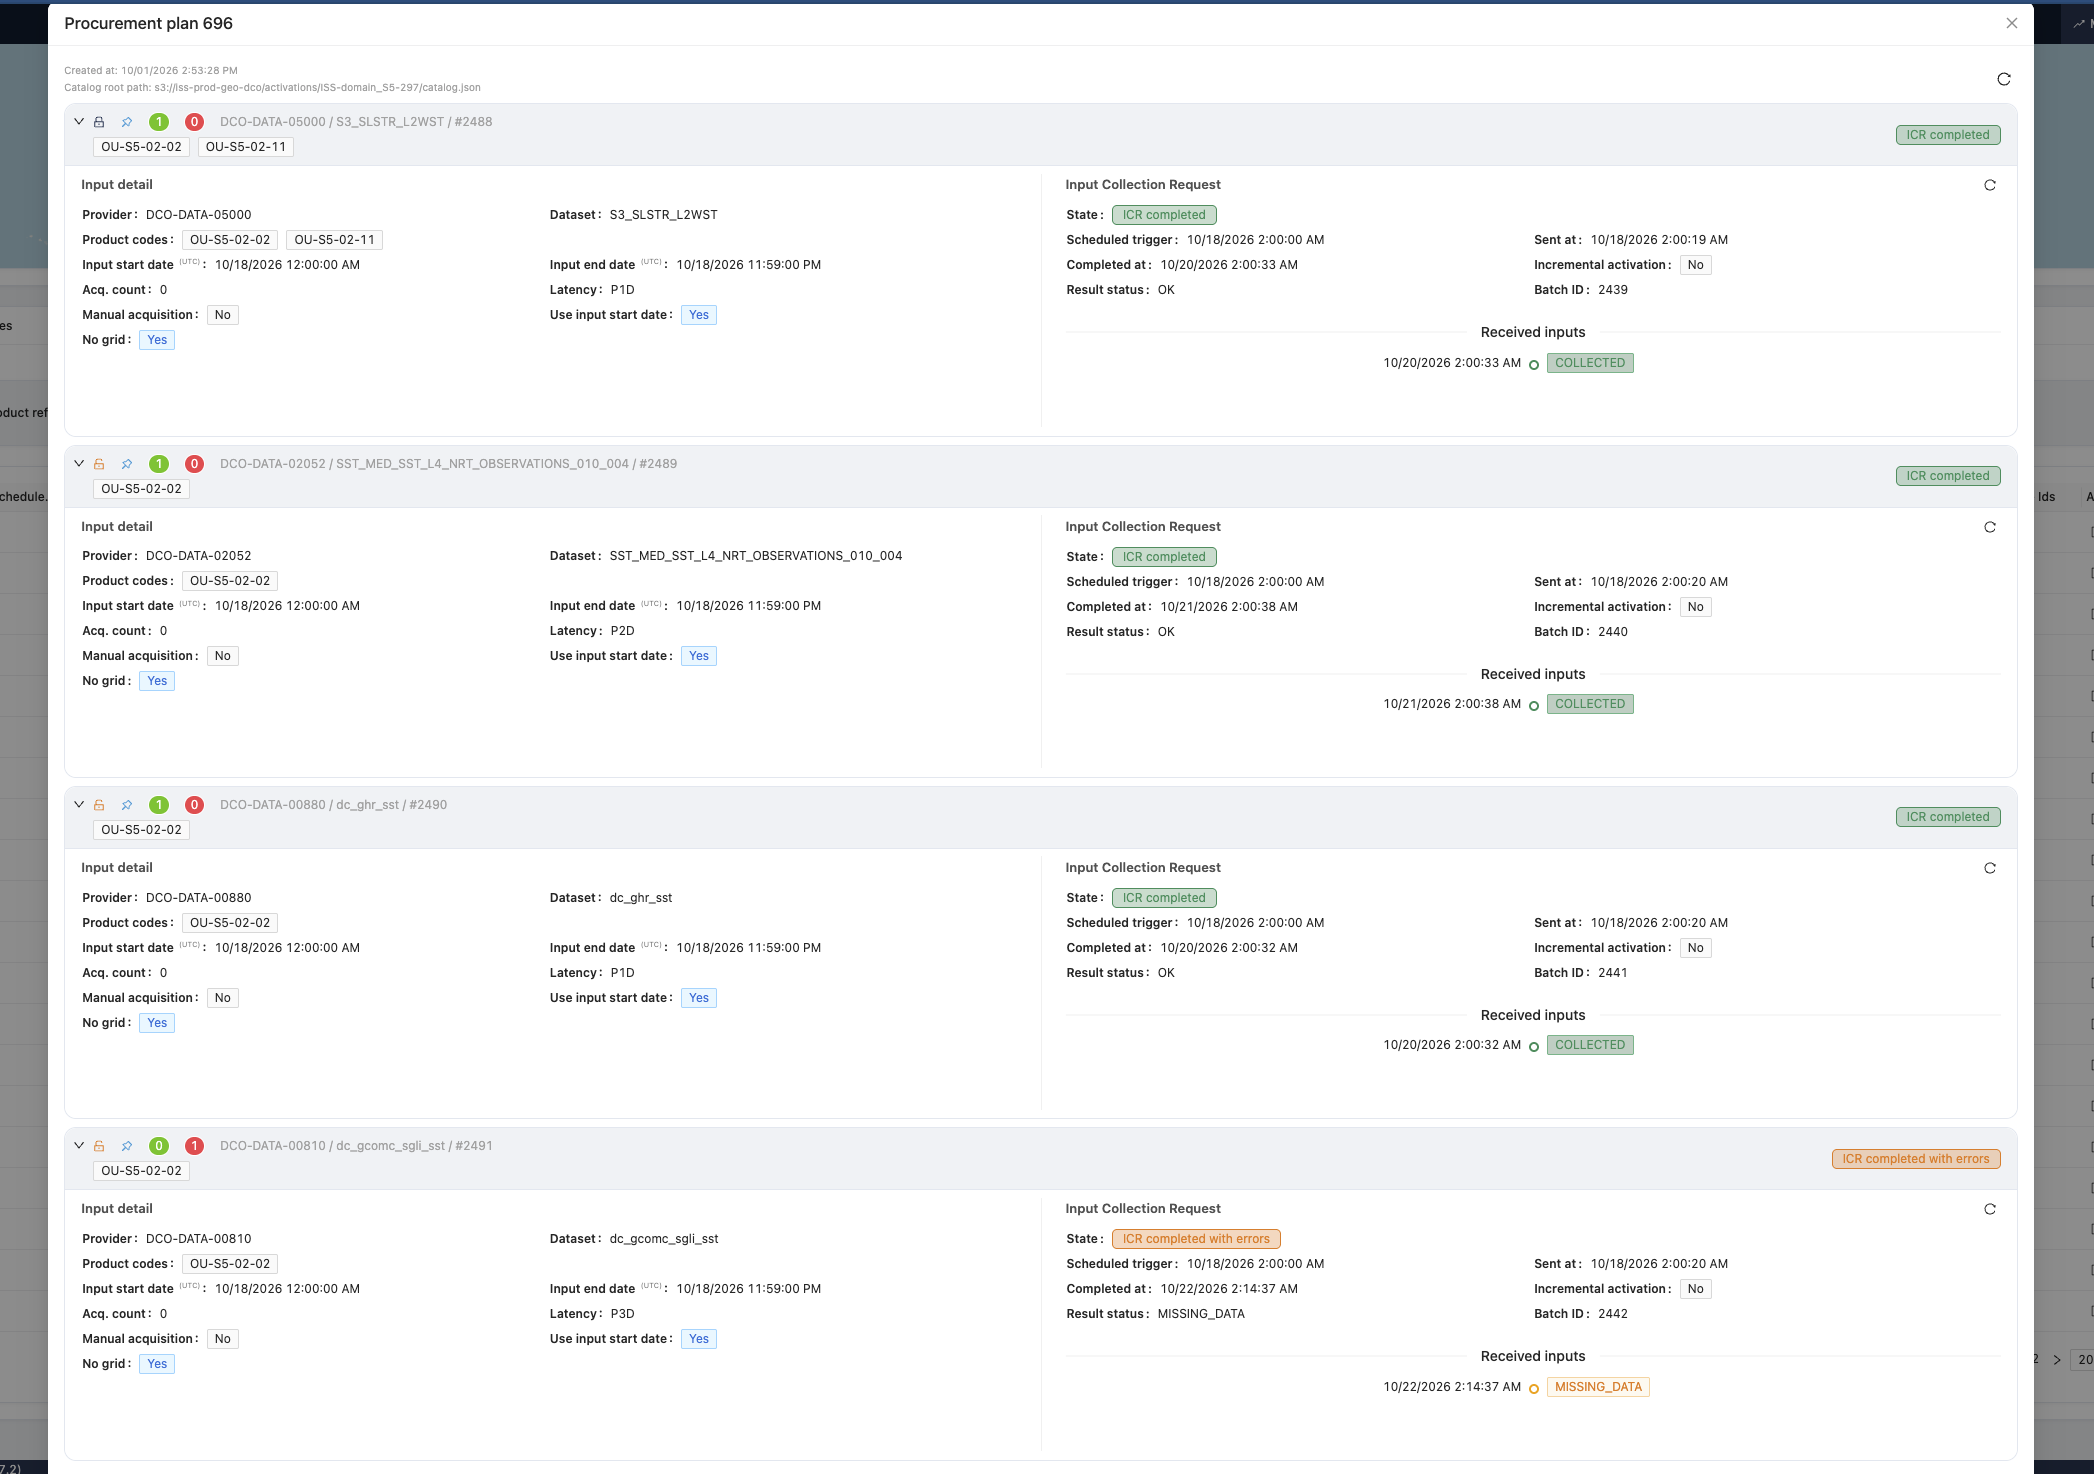 Procurement plan 696
Created at: 10/01/2026 2:53:28 PM
Catalog root path: s3://iss-prod-geo-dco/activations/ISS-domain_S5-297/catalog.json
1 0 DCO-DATA-05000 / S3_SLSTR_L2WST / #2488
OU-S5-02-02 OU-S5-02-11
ICR completed
Input detail
Provider: DCO-DATA-05000 Dataset: S3_SLSTR_L2WST
Product codes: OU-S5-02-02 OU-S5-02-11
Input start date (UTC): 10/18/2026 12:00:00 AM Input end date (UTC): 10/18/2026 11:59:00 PM
Acq. count: 0 Latency: P1D
Manual acquisition: No Use input start date: Yes
No grid: Yes
Input Collection Request
State: ICR completed
Scheduled trigger: 10/18/2026 2:00:00 AM Sent at: 10/18/2026 2:00:19 AM
Completed at: 10/20/2026 2:00:33 AM Incremental activation: No
Result status: OK Batch ID: 2439
Received inputs
10/20/2026 2:00:33 AM COLLECTED
1 0 DCO-DATA-02052 / SST_MED_SST_L4_NRT_OBSERVATIONS_010_004 / #2489
OU-S5-02-02
ICR completed
Input detail
Provider: DCO-DATA-02052 Dataset: SST_MED_SST_L4_NRT_OBSERVATIONS_010_004
Product codes: OU-S5-02-02
Input start date (UTC): 10/18/2026 12:00:00 AM Input end date (UTC): 10/18/2026 11:59:00 PM
Acq. count: 0 Latency: P2D
Manual acquisition: No Use input start date: Yes
No grid: Yes
Input Collection Request
State: ICR completed
Scheduled trigger: 10/18/2026 2:00:00 AM Sent at: 10/18/2026 2:00:20 AM
Completed at: 10/21/2026 2:00:38 AM Incremental activation: No
Result status: OK Batch ID: 2440
Received inputs
10/21/2026 2:00:38 AM COLLECTED
1 0 DCO-DATA-00880 / dc_ghr_sst / #2490
OU-S5-02-02
ICR completed
Input detail
Provider: DCO-DATA-00880 Dataset: dc_ghr_sst
Product codes: OU-S5-02-02
Input start date (UTC): 10/18/2026 12:00:00 AM Input end date (UTC): 10/18/2026 11:59:00 PM
Acq. count: 0 Latency: P1D
Manual acquisition: No Use input start date: Yes
No grid: Yes
Input Collection Request
State: ICR completed
Scheduled trigger: 10/18/2026 2:00:00 AM Sent at: 10/18/2026 2:00:20 AM
Completed at: 10/20/2026 2:00:32 AM Incremental activation: No
Result status: OK Batch ID: 2441
Received inputs
10/20/2026 2:00:32 AM COLLECTED
0 1 DCO-DATA-00810 / dc_gcomc_sgli_sst / #2491
OU-S5-02-02
ICR completed with errors
Input detail
Provider: DCO-DATA-00810 Dataset: dc_gcomc_sgli_sst
Product codes: OU-S5-02-02
Input start date (UTC): 10/18/2026 12:00:00 AM Input end date (UTC): 10/18/2026 11:59:00 PM
Acq. count: 0 Latency: P3D
Manual acquisition: No Use input start date: Yes
No grid: Yes
Input Collection Request
State: ICR completed with errors
Scheduled trigger: 10/18/2026 2:00:00 AM Sent at: 10/18/2026 2:00:20 AM
Completed at: 10/22/2026 2:14:37 AM Incremental activation: No
Result status: MISSING_DATA Batch ID: 2442
Received inputs
10/22/2026 2:14:37 AM MISSING_DATA
Ids